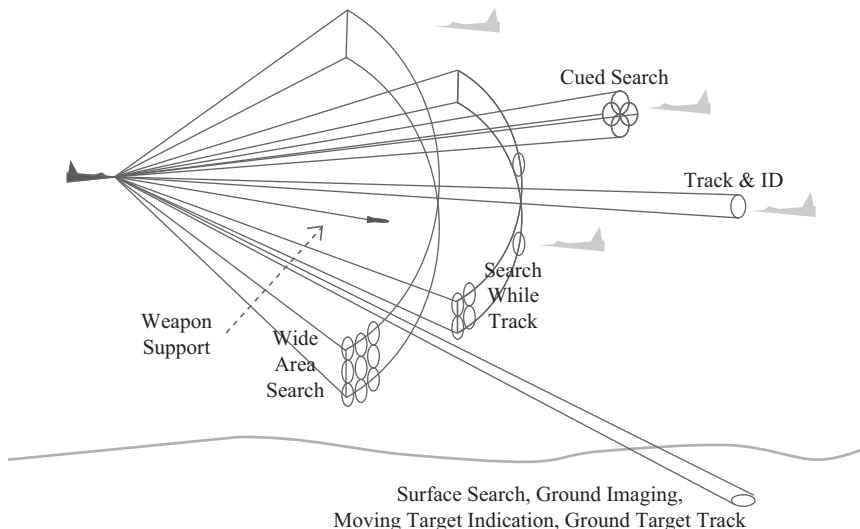 Cued Search
Track & ID
Search
While
Track
Weapon
Support
Wide
Area
Search
Surface Search, Ground Imaging,
Moving Target Indication, Ground Target Track